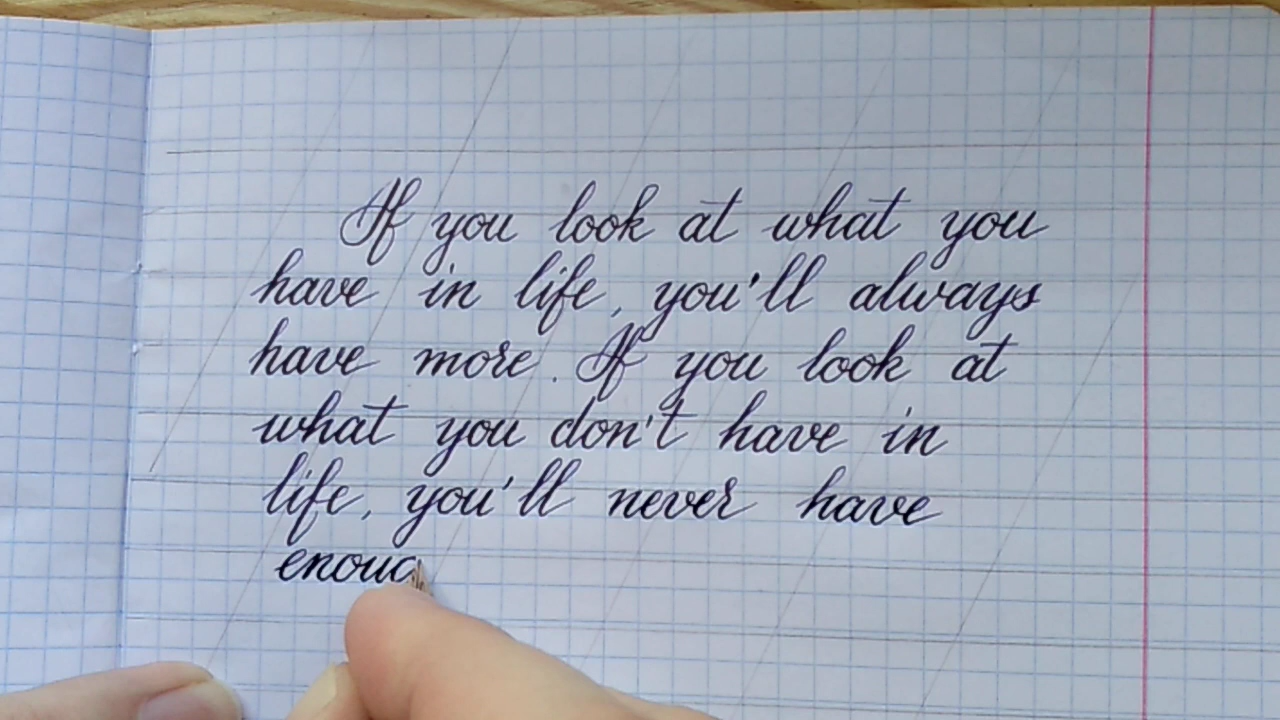 If you look at what you
have in life, you'll always
have more. If you look at
what you don't have in
life, you'll never have
enou